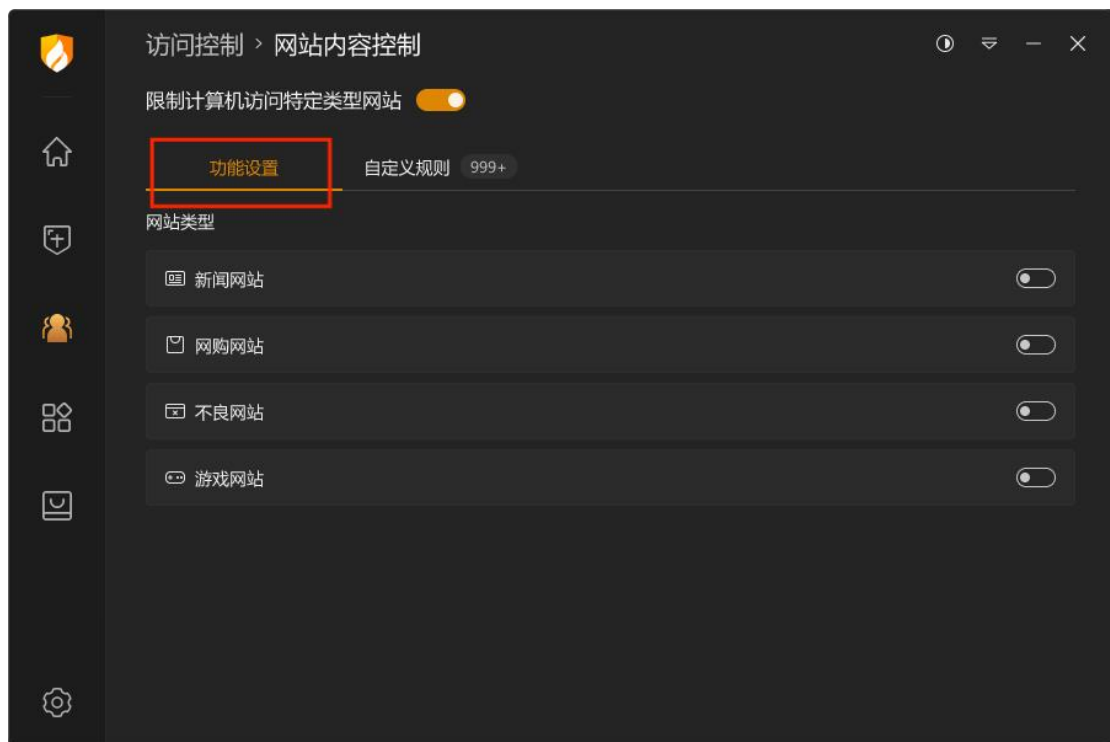 访问控制 > 网站内容控制
限制计算机访问特定类型网站
功能设置 自定义规则 999+
网站类型
新闻网站
网购网站
不良网站
游戏网站